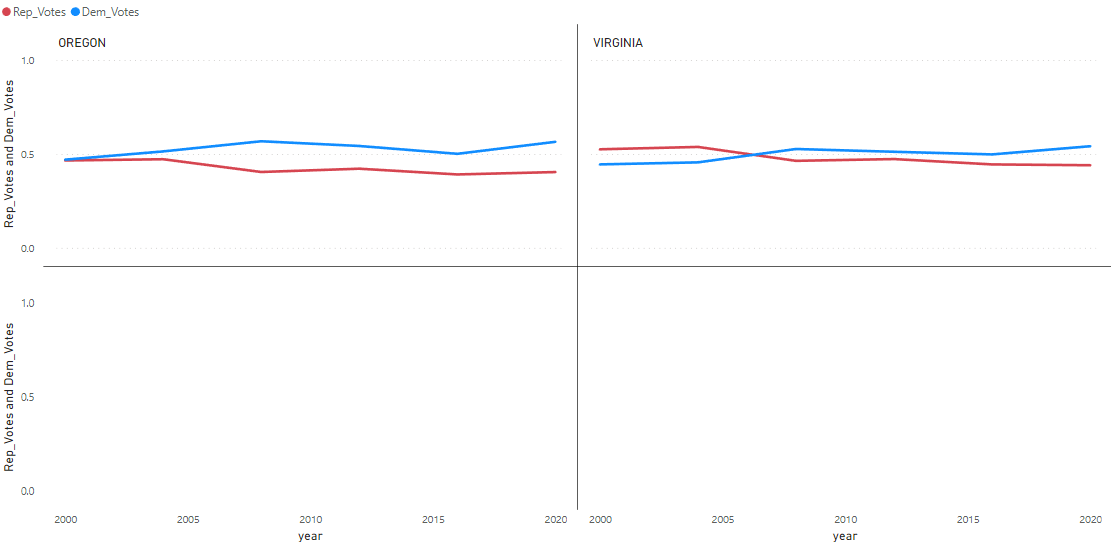 Rep_Votes Dem_Votes
OREGON
VIRGINIA
Rep_Votes and Dem_Votes
1.0
0.5
0.0
Rep_Votes and Dem_Votes
1.0
0.5
0.0
2000 2005 2010 2015 2020
year
2000 2005 2010 2015 2020
year